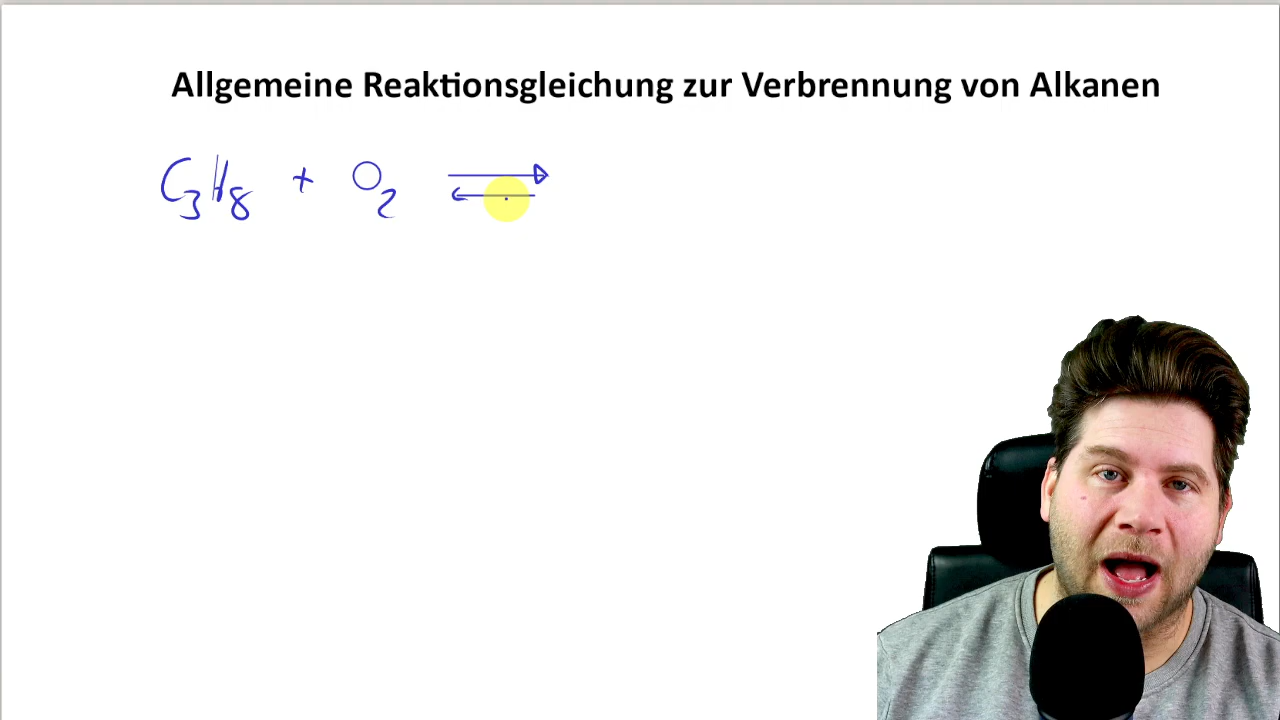 Allgemeine Reaktionsgleichung zur Verbrennung von Alkanen
C₃H₈ + O₂ ⇌